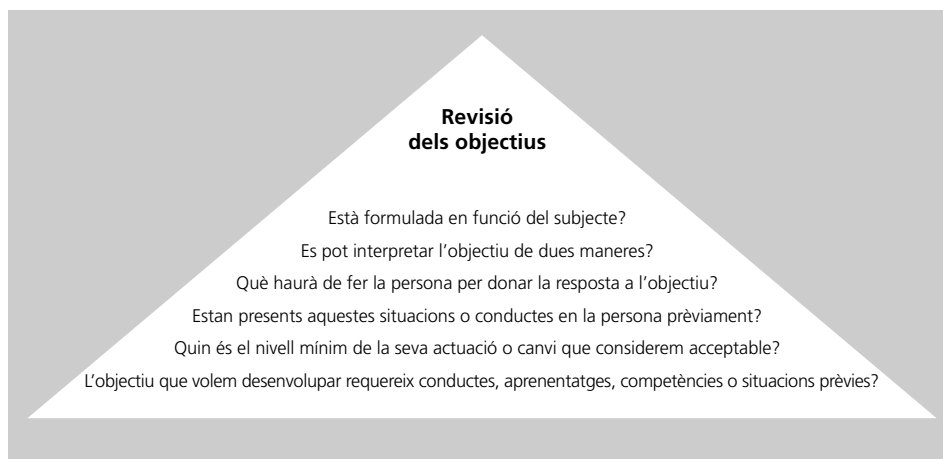 Revisió
dels objectius
Està formulada en funció del subjecte?
Es pot interpretar l’objectiu de dues maneres?
Què haurà de fer la persona per donar la resposta a l’objectiu?
Estan presents aquestes situacions o conductes en la persona prèviament?
Quin és el nivell mínim de la seva actuació o canvi que considerem acceptable?
L’objectiu que volem desenvolupar requereix conductes, aprenentatges, competències o situacions prèvies?